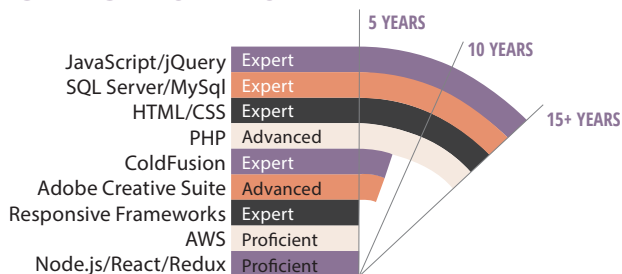 5 YEARS
10 YEARS
15+ YEARS
JavaScript/jQuery Expert
SQL Server/MySql Expert
HTML/CSS Expert
PHP Advanced
ColdFusion Expert
Adobe Creative Suite Advanced
Responsive Frameworks Expert
AWS Proficient
Node.js/React/Redux Proficient